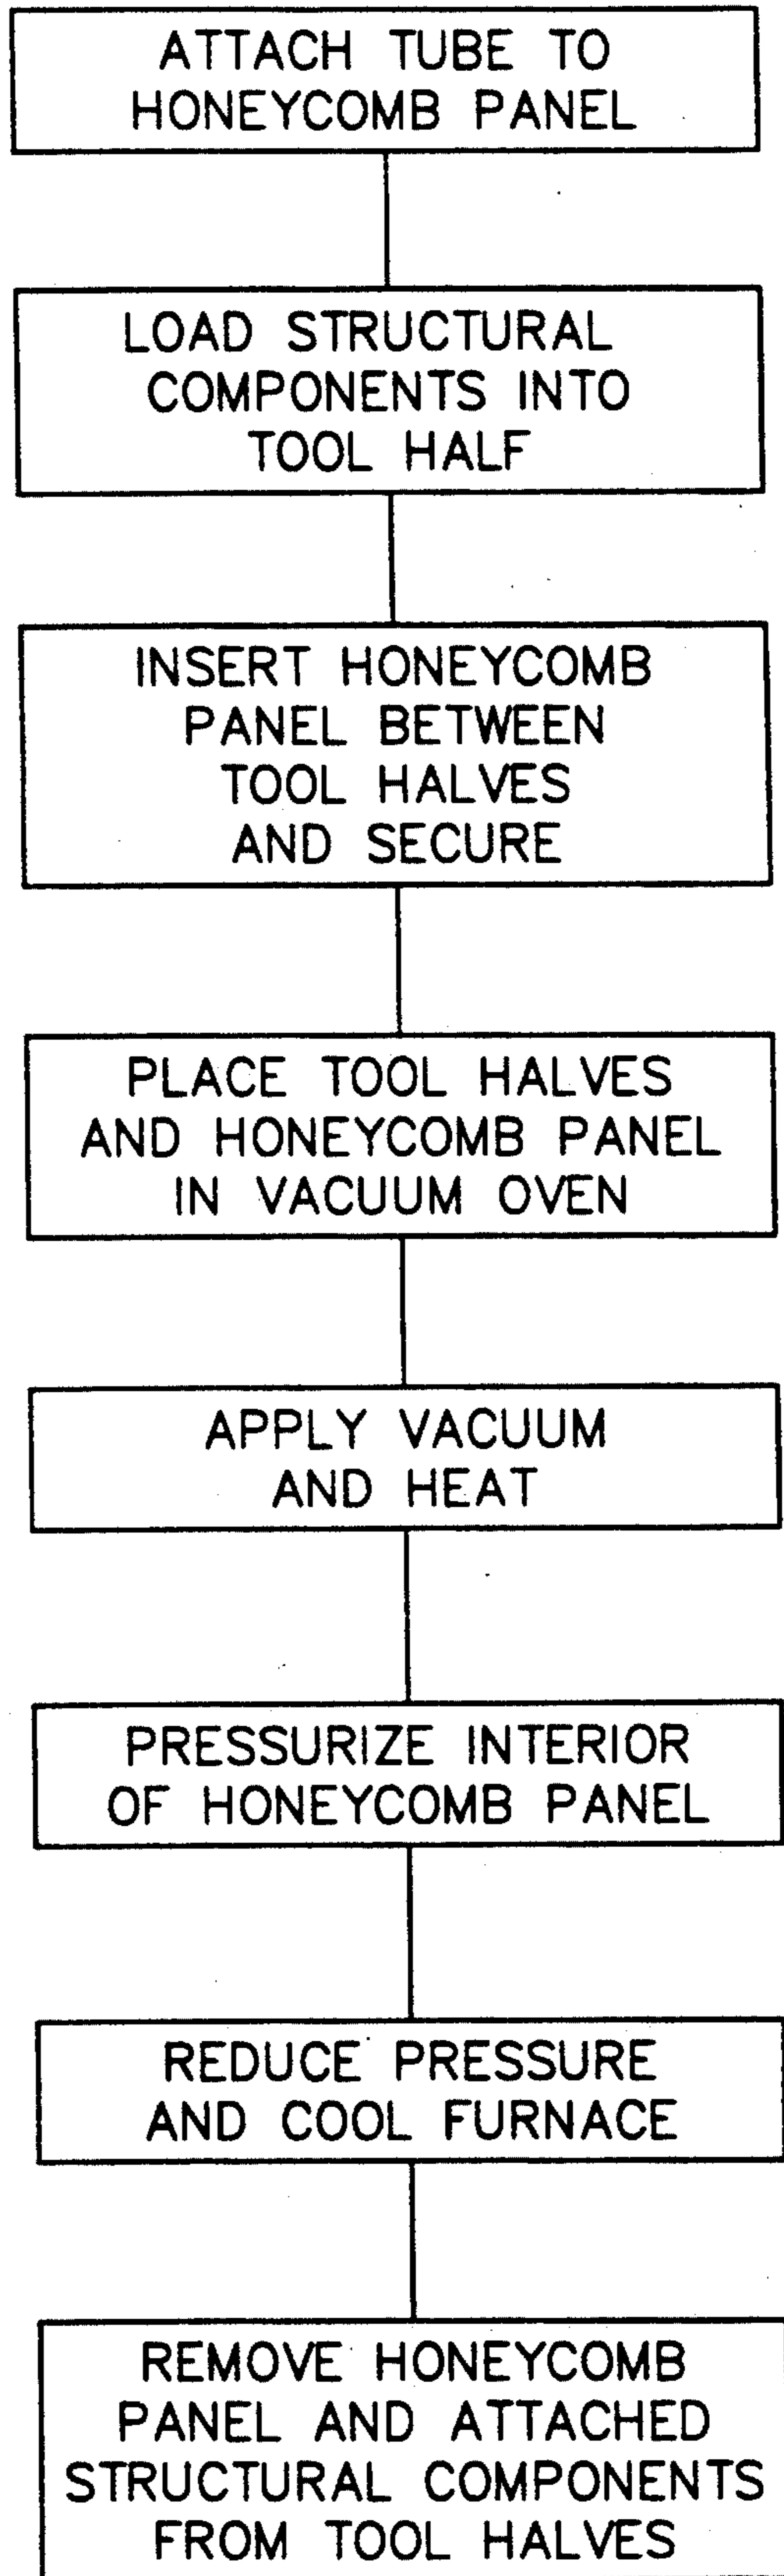 ATTACH TUBE TO
HONEYCOMB PANEL
LOAD STRUCTURAL
COMPONENTS INTO
TOOL HALF
INSERT HONEYCOMB
PANEL BETWEEN
TOOL HALVES
AND SECURE
PLACE TOOL HALVES
AND HONEYCOMB PANEL
IN VACUUM OVEN
APPLY VACUUM
AND HEAT
PRESSURIZE INTERIOR
OF HONEYCOMB PANEL
REDUCE PRESSURE
AND COOL FURNACE
REMOVE HONEYCOMB
PANEL AND ATTACHED
STRUCTURAL COMPONENTS
FROM TOOL HALVES